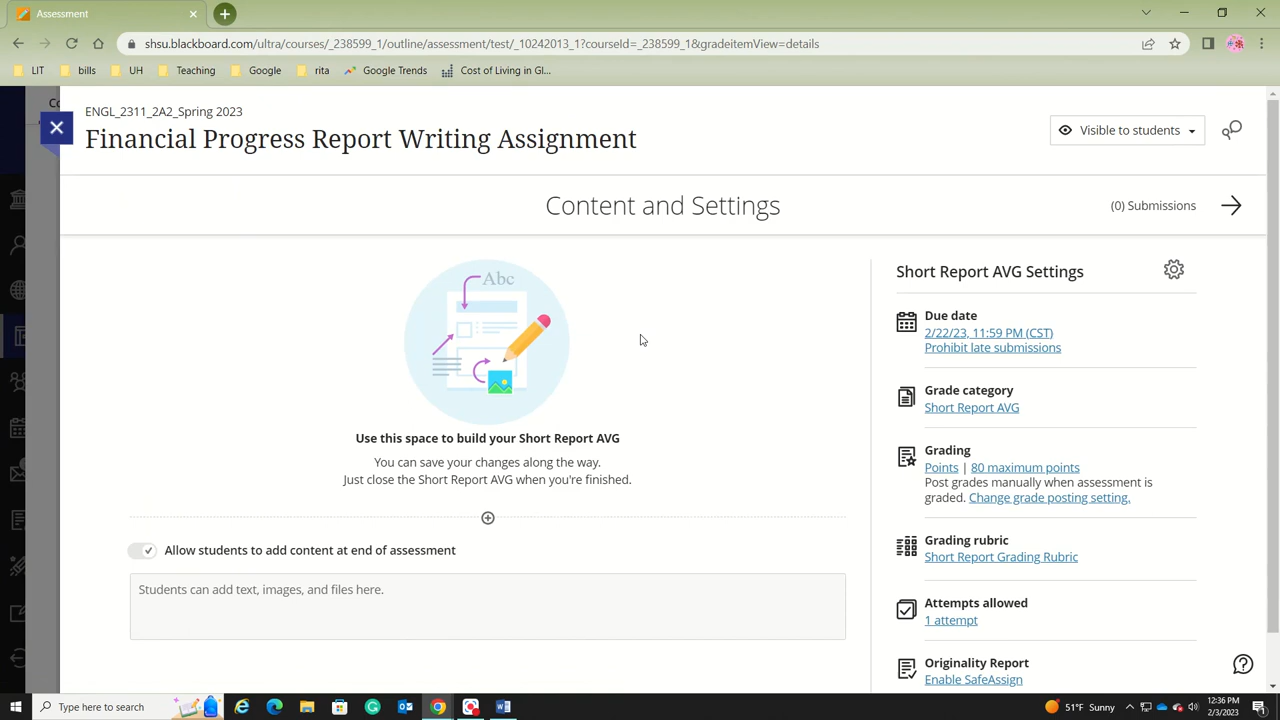 Assessment
shsu.blackboard.com/ultra/courses/_238599_1/outline/assessment/test/_10242013_1?courseId=_238599_1&gradeitemView=details
LIT bills UH Teaching Google rita Google Trends Cost of Living in Gl...
ENGL_2311_2A2_Spring 2023
Financial Progress Report Writing Assignment
Visible to students
Content and Settings
(0) Submissions
Abc
Use this space to build your Short Report AVG
You can save your changes along the way.
Just close the Short Report AVG when you're finished.
Allow students to add content at end of assessment
Students can add text, images, and files here.
Short Report AVG Settings
Due date
2/22/23, 11:59 PM (CST)
Prohibit late submissions
Grade category
Short Report AVG
Grading
Points | 80 maximum points
Post grades manually when assessment is
graded. Change grade posting setting.
Grading rubric
Short Report Grading Rubric
Attempts allowed
1 attempt
Originality Report
Enable SafeAssign
Type here to search
51°F Sunny
12:36 PM
2/3/2023